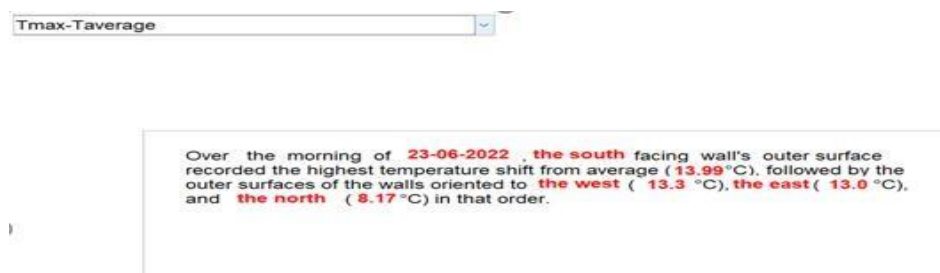 Tmax-Taverage
Over the morning of 23-06-2022 , the south facing wall's outer surface
recorded the highest temperature shift from average (13.99°C), followed by the
outer surfaces of the walls oriented to the west ( 13.3 °C), the east ( 13.0 °C),
and the north ( 8.17 °C) in that order.